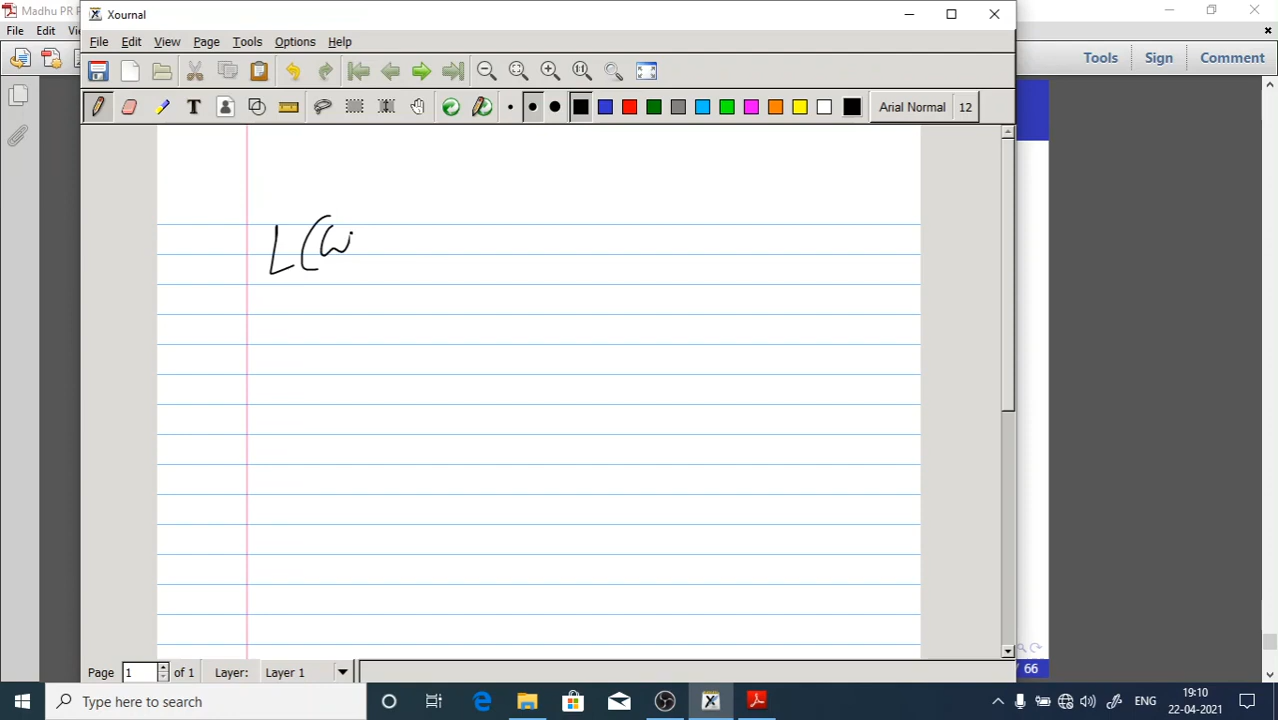 Madhu PR P
Xournal
File Edit Vi
File Edit View Page Tools Options Help
Tools Sign Comment
T
Arial Normal 12
L(ω
66
Page 1 of 1 Layer: Layer 1
Type here to search
ENG
19:10
22-04-2021